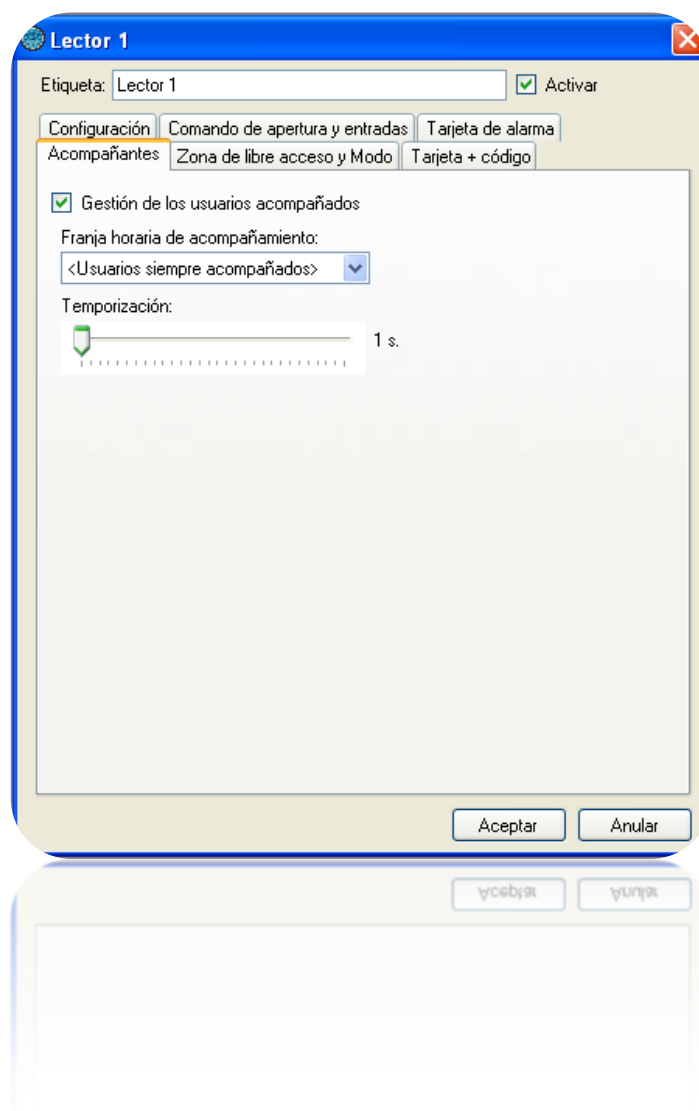 Lector 1
Etiqueta: Lector 1 Activar
Configuración Comando de apertura y entradas Tarjeta de alarma
Acompañantes Zona de libre acceso y Modo Tarjeta + código
Gestión de los usuarios acompañados
Franja horaria de acompañamiento:
<Usuarios siempre acompañados>
Temporización:
1 s.
Aceptar Anular
Aceptar Anular